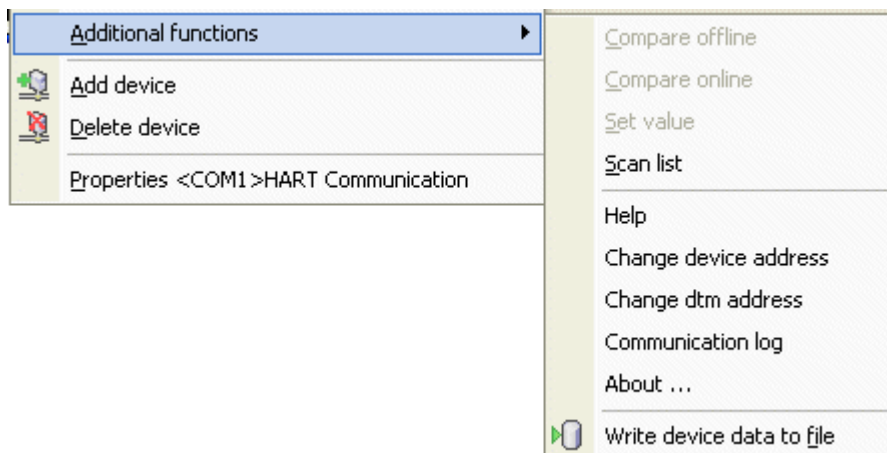 Additional functions
Add device
Delete device
Properties <COM1>HART Communication
Compare offline
Compare online
Set value
Scan list
Help
Change device address
Change dtm address
Communication log
About ...
Write device data to file